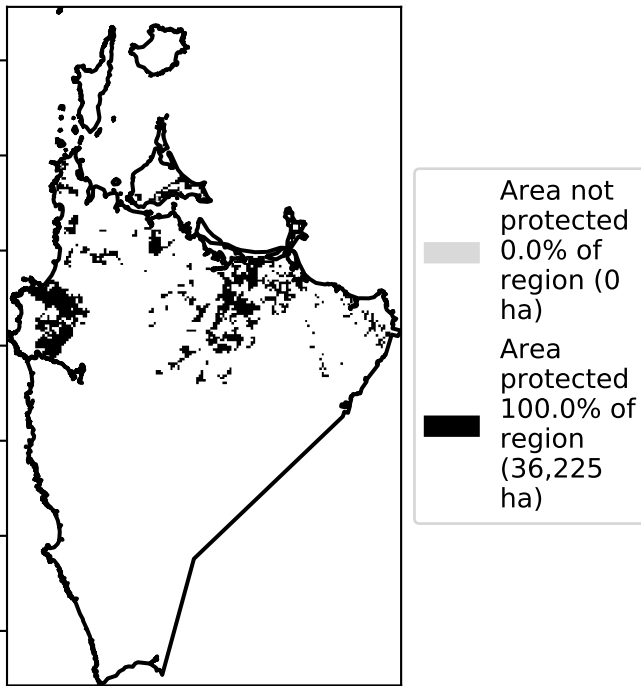 Area not
protected
0.0% of
region (0
ha)
Area
protected
100.0% of
region
(36,225
ha)